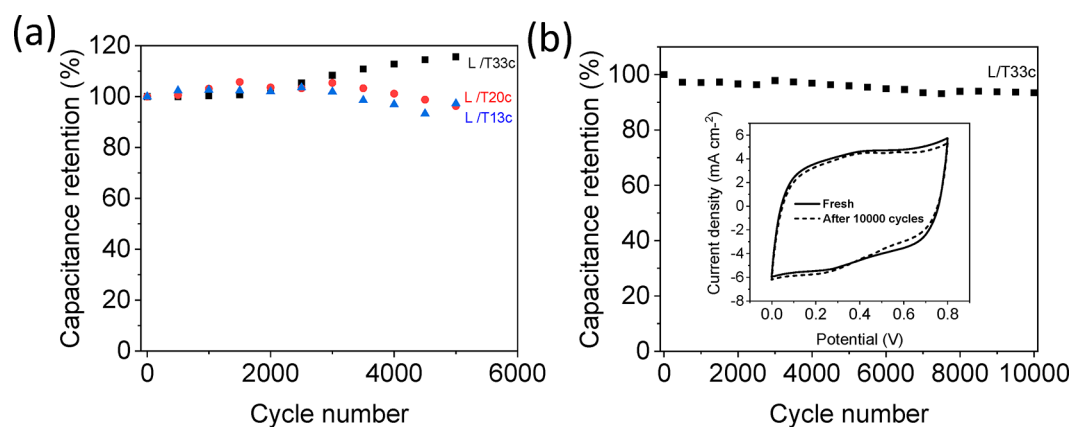 (a)
Capacitance retention (%)
120
100
80
60
40
20
0
0 2000 4000 6000
Cycle number
L /T33c
L /T20c
L /T13c
(b)
Capacitance retention (%)
100
80
60
40
20
0
0 2000 4000 6000 8000 10000
Cycle number
L/T33c
Current density (mA cm-2)
6
4
2
0
-2
-4
-6
-8
0.0 0.2 0.4 0.6 0.8
Potential (V)
Fresh
After 10000 cycles